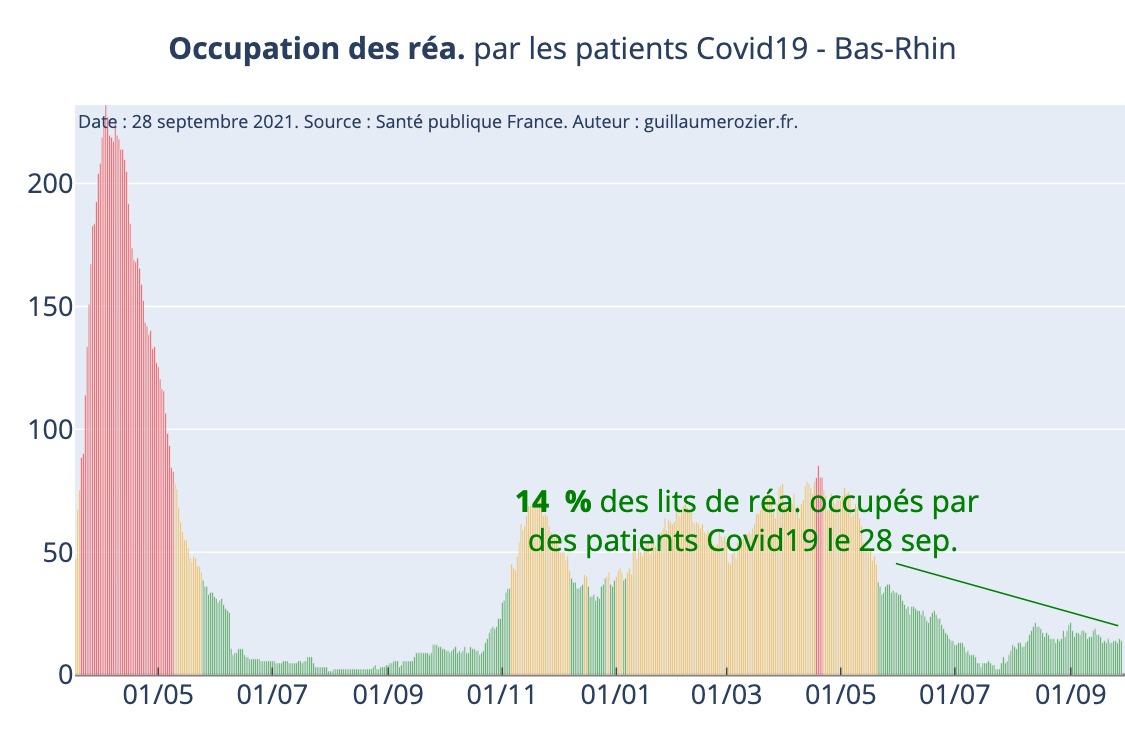 Occupation des réa. par les patients Covid19 - Bas-Rhin
Date : 28 septembre 2021. Source : Santé publique France. Auteur : guillaumerozier.fr.
200
150
100
50
0
14  % des lits de réa. occupés par
des patients Covid19 le 28 sep.
01/05 01/07 01/09 01/11 01/01 01/03 01/05 01/07 01/09